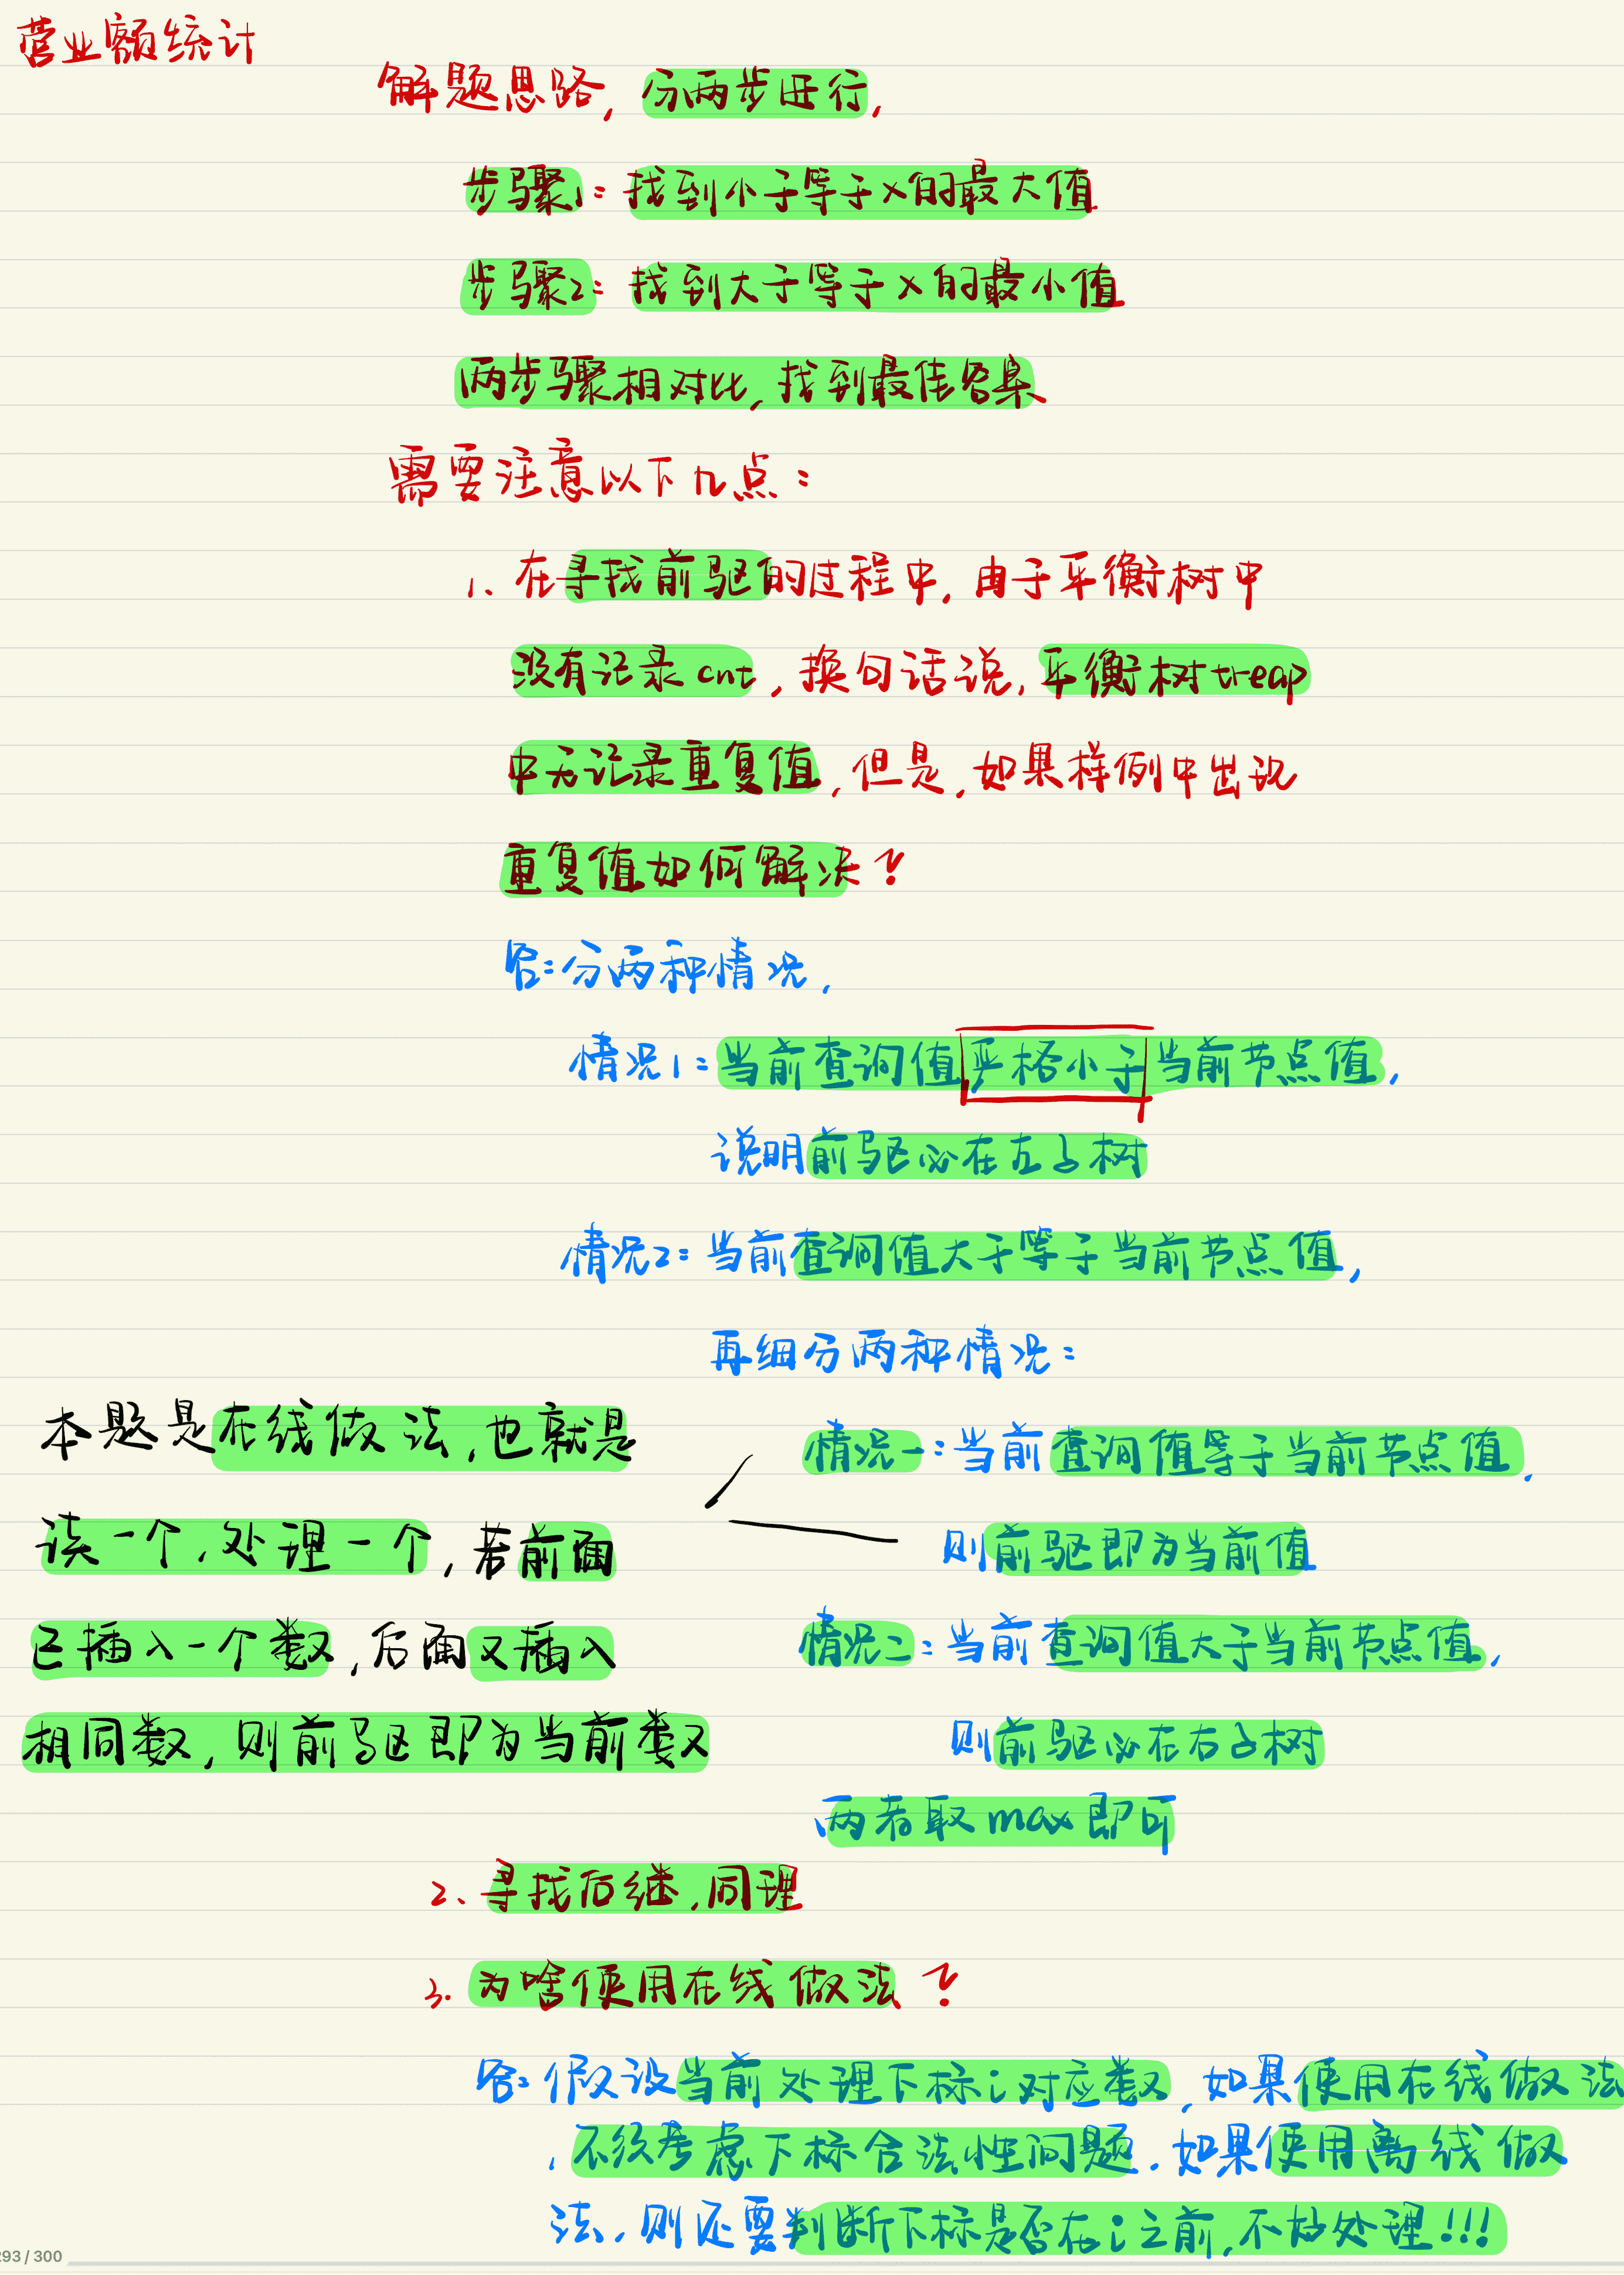 营业额统计
解题思路,分两步进行,
步骤1:找到小于等于x的最大值
步骤2:找到大于等于x的最小值
两步骤相对比,找到最佳答案
需要注意以下几点:
1、在寻找前驱的过程中,由于平衡树中
没有记录cnt,换句话说,平衡树treap
中无记录重复值,但是,如果样例中出现
重复值如何解决?
答:分两种情况,
情况1:当前查询值严格小于当前节点值,
说明前驱必在左子树
情况2:当前查询值大于等于当前节点值,
再细分两种情况:
情况一:当前查询值等于当前节点值,
则前驱即为当前值
情况二:当前查询值大于当前节点值,
则前驱必在右子树
两者取max即可
本题是在线做法,也就是
读一个,处理一个,若前面
已插入一个数,后面又插入
相同数,则前驱即为当前数
2、寻找后继,同理
3.为啥使用在线做法?
答:假设当前处理下标i对应数,如果使用在线做法
,不须考虑下标合法性问题.如果使用离线做
法,则还要判断下标是否在i之前,不好处理!!!
293/300